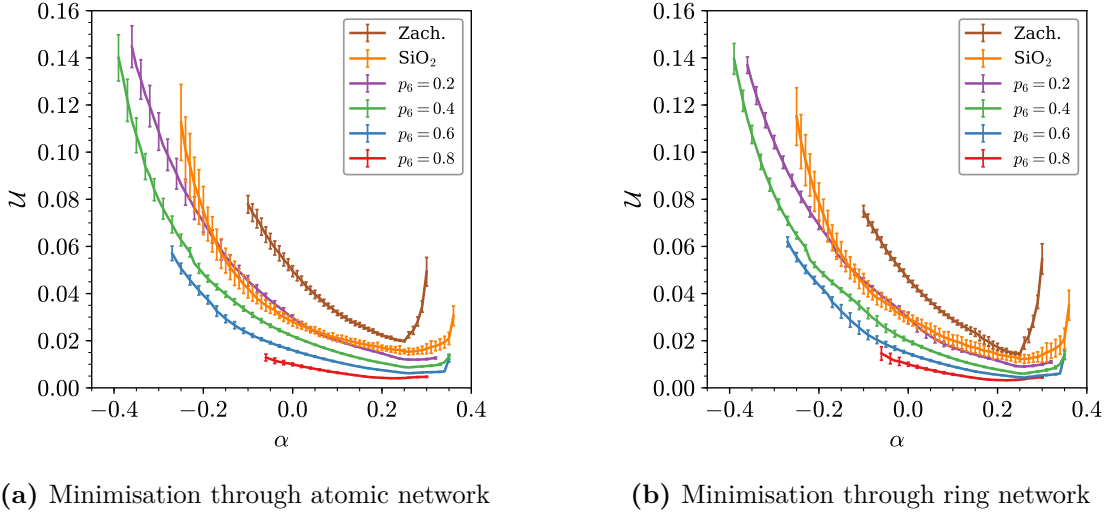 0.16
0.14
0.12
0.10
0.08
0.06
0.04
0.02
0.00
−0.4 −0.2 0.0 0.2 0.4
𝒰
α
Zach.
SiO₂
p₆ = 0.2
p₆ = 0.4
p₆ = 0.6
p₆ = 0.8
(a) Minimisation through atomic network
0.16
0.14
0.12
0.10
0.08
0.06
0.04
0.02
0.00
−0.4 −0.2 0.0 0.2 0.4
𝒰
α
Zach.
SiO₂
p₆ = 0.2
p₆ = 0.4
p₆ = 0.6
p₆ = 0.8
(b) Minimisation through ring network